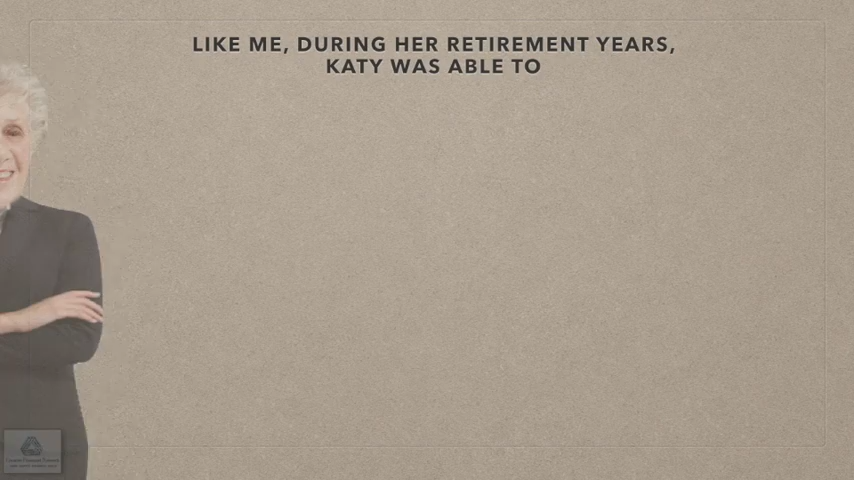 LIKE ME, DURING HER RETIREMENT YEARS,
KATY WAS ABLE TO